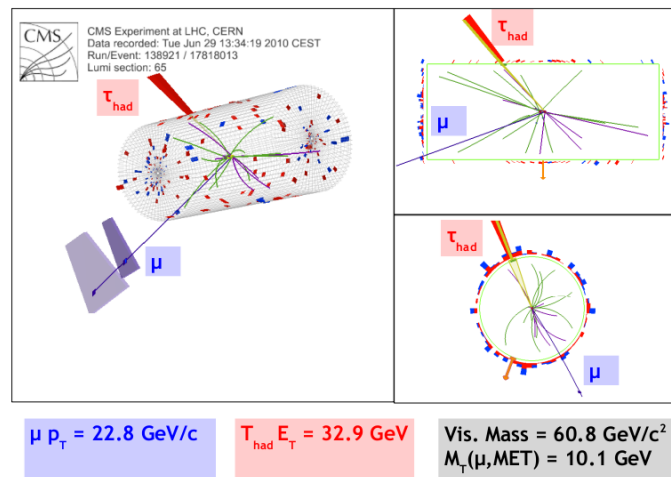 CMS
CMS Experiment at LHC, CERN
Data recorded: Tue Jun 29 13:34:19 2010 CEST
Run/Event: 138921 / 17818013
Lumi section: 65
τhad
μ
τhad
μ
τhad
μ
μ pT = 22.8 GeV/c
Thad ET = 32.9 GeV
Vis. Mass = 60.8 GeV/c²
MT(μ,MET) = 10.1 GeV